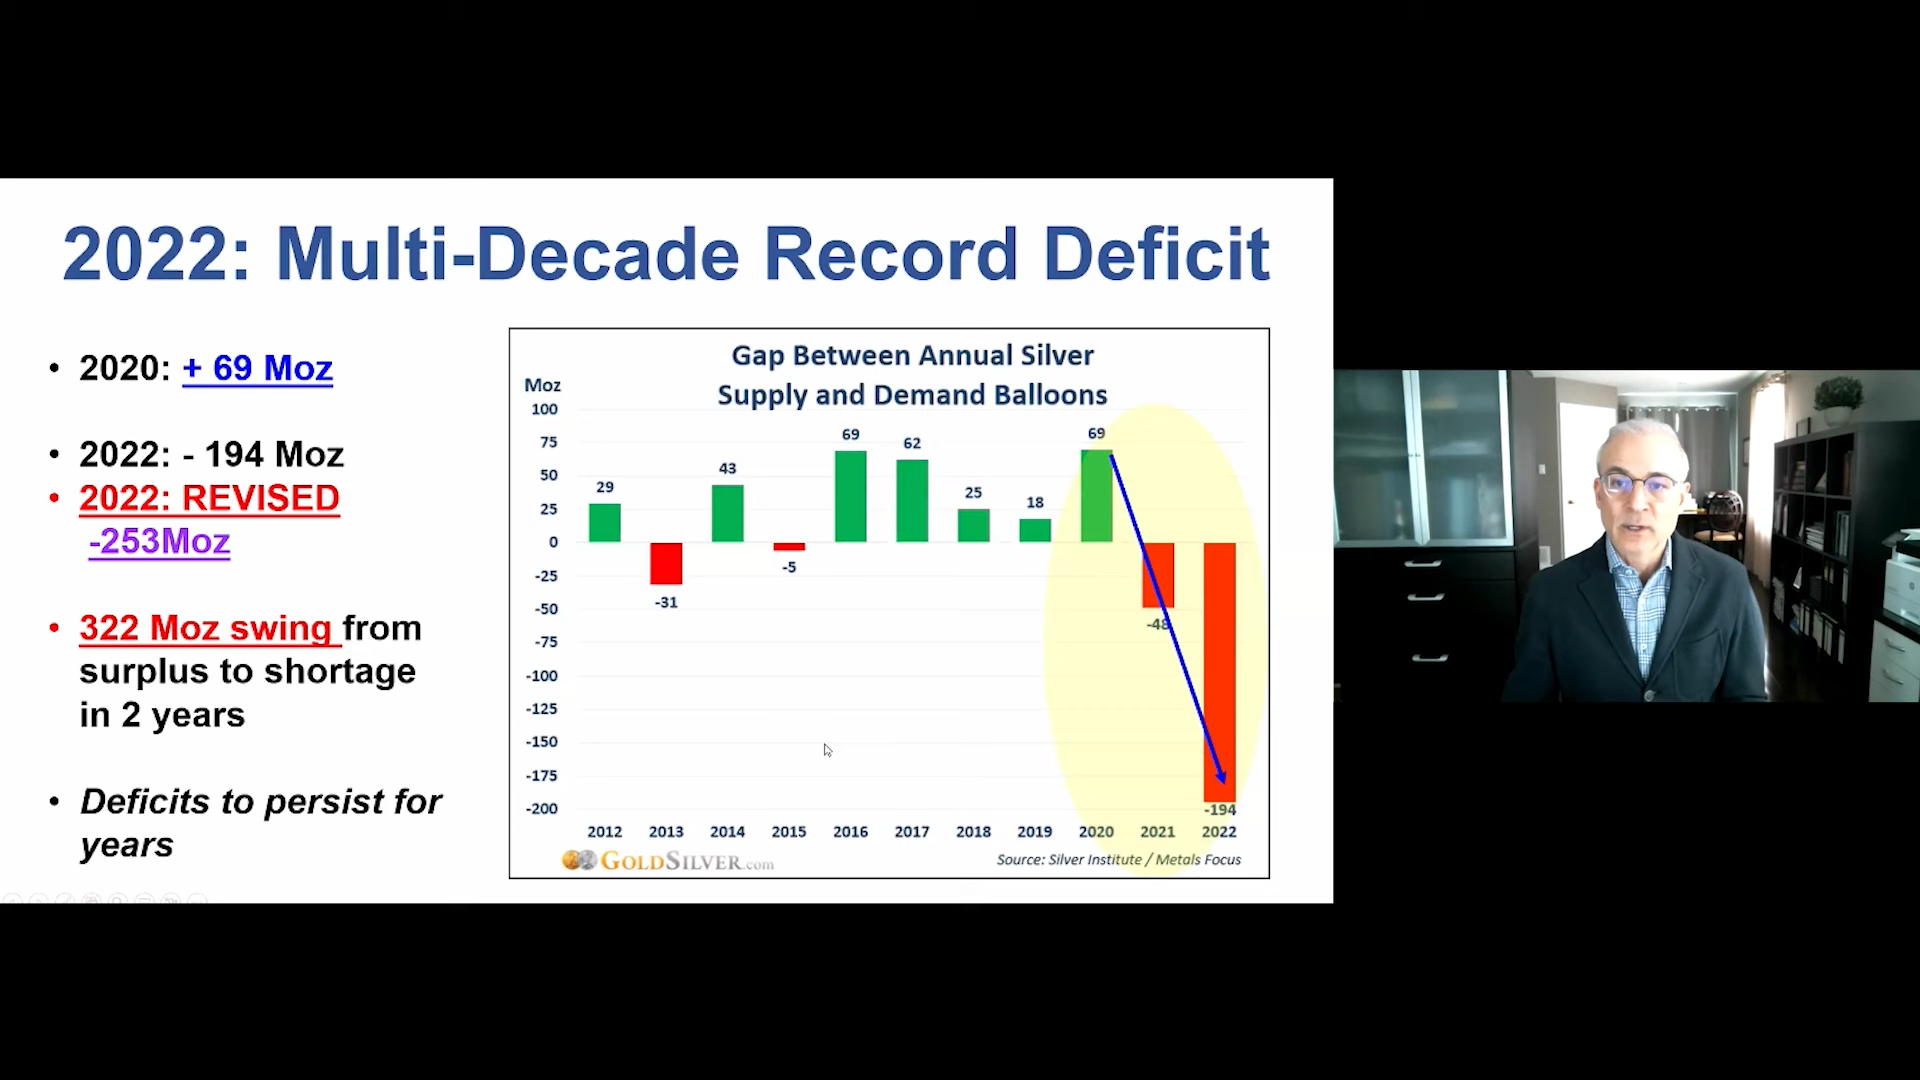 2022: Multi-Decade Record Deficit
• 2020: + 69 Moz
• 2022: - 194 Moz
• 2022: REVISED
-253Moz
• 322 Moz swing from
surplus to shortage
in 2 years
• Deficits to persist for
years
Gap Between Annual Silver
Supply and Demand Balloons
Moz
100
75
50
25
0
-25
-50
-75
-100
-125
-150
-175
-200
29
-31
43
-5
69
62
25
18
69
-48
-194
2012 2013 2014 2015 2016 2017 2018 2019 2020 2021 2022
GOLDSILVER.com
Source: Silver Institute / Metals Focus